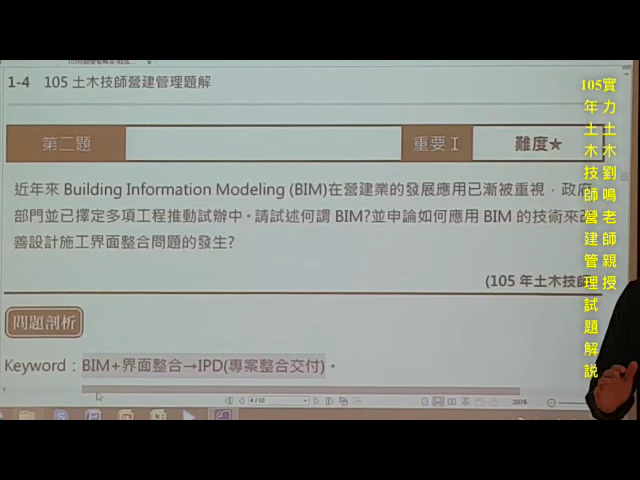 1-4 105 土木技師營建管理題解
第二題
重要 I
難度★
近年來 Building Information Modeling (BIM)在營建業的發展應用已漸被重視，政府
部門並已擇定多項工程推動試辦中。請試述何謂 BIM?並申論如何應用 BIM 的技術來改
善設計施工界面整合問題的發生?
(105 年土木技師
問題剖析
Keyword：BIM+界面整合→IPD(專案整合交付)。
4 / 10
200%
105年土木技師營建管理試題解說
實力土木劉鳴老師親授